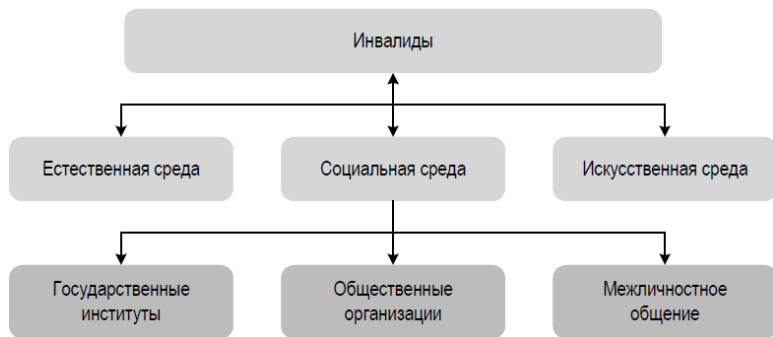 Инвалиды
Естественная среда
Социальная среда
Искусственная среда
Государственные
институты
Общественные
организации
Межличностное
общение